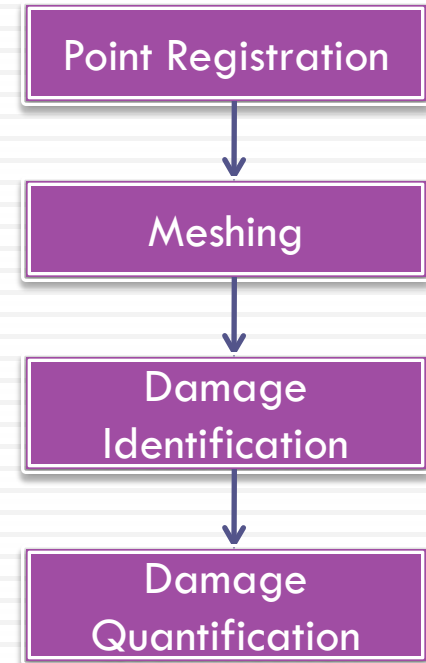 Point Registration
Meshing
Damage
Identification
Damage
Quantification